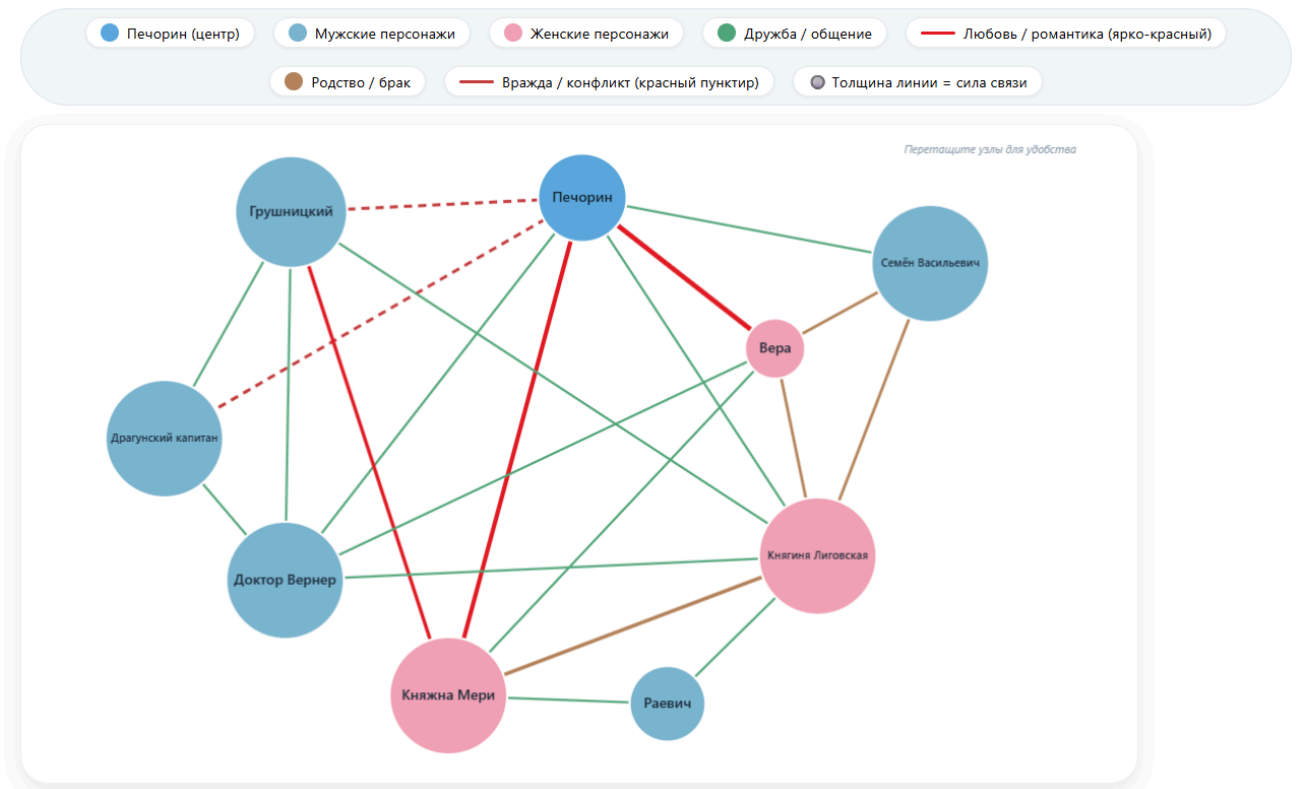 Печорин (центр)
Мужские персонажи
Женские персонажи
Дружба / общение
Любовь / романтика (ярко-красный)
Родство / брак
Вражда / конфликт (красный пунктир)
Толщина линии = сила связи
Перетащите узлы для удобства
Грушницкий
Печорин
Семён Васильевич
Вера
Драгунский капитан
Княгиня Лиговская
Доктор Вернер
Княжна Мери
Раевич